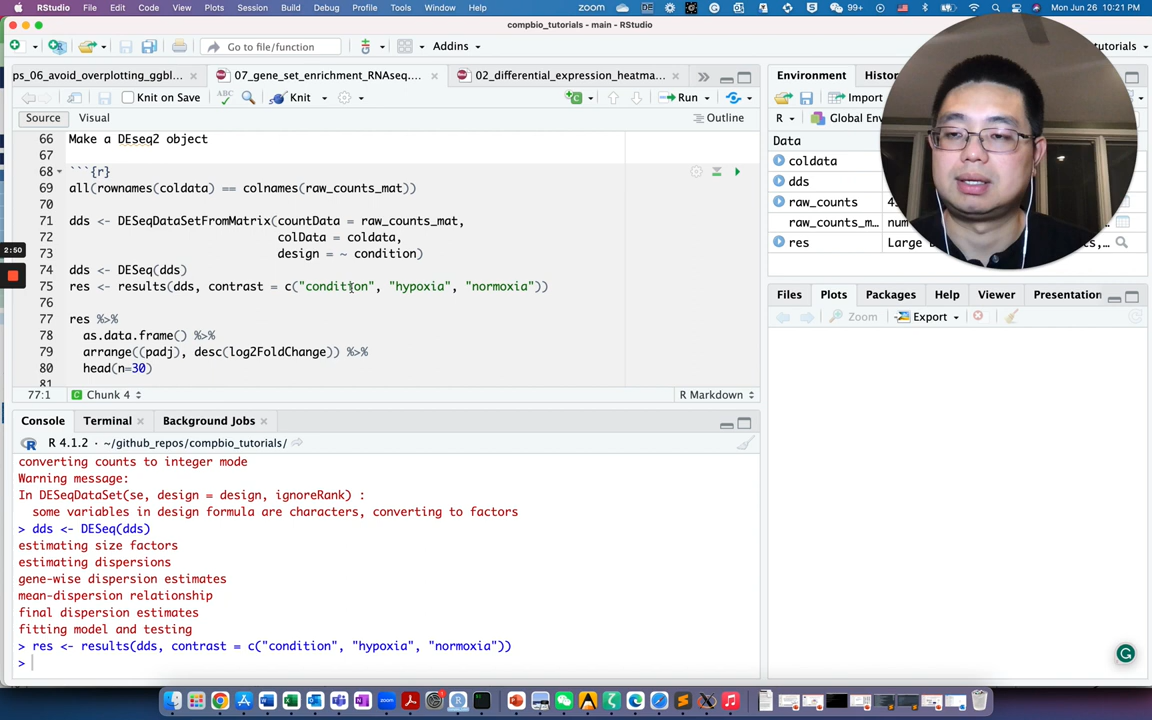 RStudio File Edit Code View Plots Session Build Debug Profile Tools Window Help zoom 99+ Mon Jun 26 10:21 PM
compbio_tutorials - main - RStudio
Go to file/function Addins tutorials
ps_06_avoid_overplotting_ggbl... 07_gene_set_enrichment_RNAseq.... 02_differential_expression_heatma...
Knit on Save ABC Knit Run
Source Visual Outline
66 Make a DEseq2 object
67
68 ```{r}
69 all(rownames(coldata) == colnames(raw_counts_mat))
70
71 dds <- DESeqDataSetFromMatrix(countData = raw_counts_mat,
72 colData = coldata,
73 design = ~ condition)
74 dds <- DESeq(dds)
75 res <- results(dds, contrast = c("condition", "hypoxia", "normoxia"))
76
77 res %>%
78 as.data.frame() %>%
79 arrange((padj), desc(log2FoldChange)) %>%
80 head(n=30)
81
77:1 Chunk 4 R Markdown
2:50
Console Terminal Background Jobs
R 4.1.2 · ~/github_repos/compbio_tutorials/
converting counts to integer mode
Warning message:
In DESeqDataSet(se, design = design, ignoreRank) :
some variables in design formula are characters, converting to factors
> dds <- DESeq(dds)
estimating size factors
estimating dispersions
gene-wise dispersion estimates
mean-dispersion relationship
final dispersion estimates
fitting model and testing
> res <- results(dds, contrast = c("condition", "hypoxia", "normoxia"))
>
Environment Histo
Import
R Global Env
Data
coldata
dds
raw_counts 4
raw_counts_m… num
res Large
Files Plots Packages Help Viewer Presentation
Zoom Export